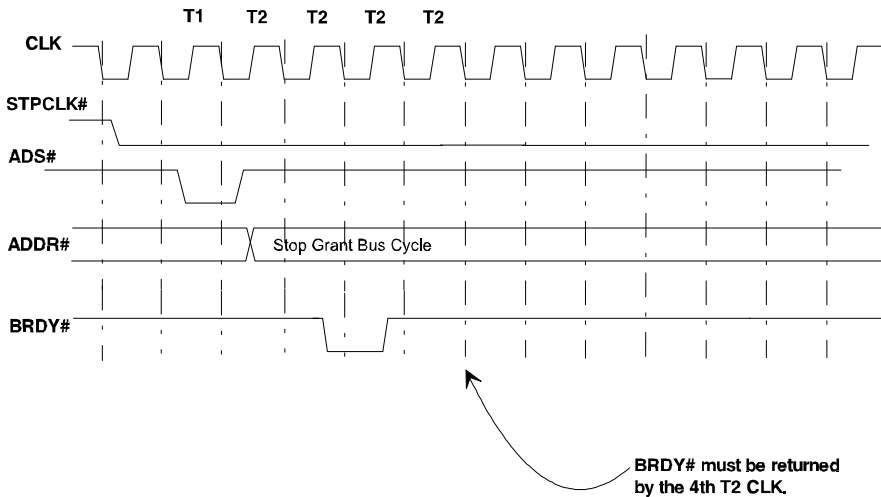 T1 T2 T2 T2 T2
CLK
STPCLK#
ADS#
ADDR# Stop Grant Bus Cycle
BRDY#
BRDY# must be returned
by the 4th T2 CLK.